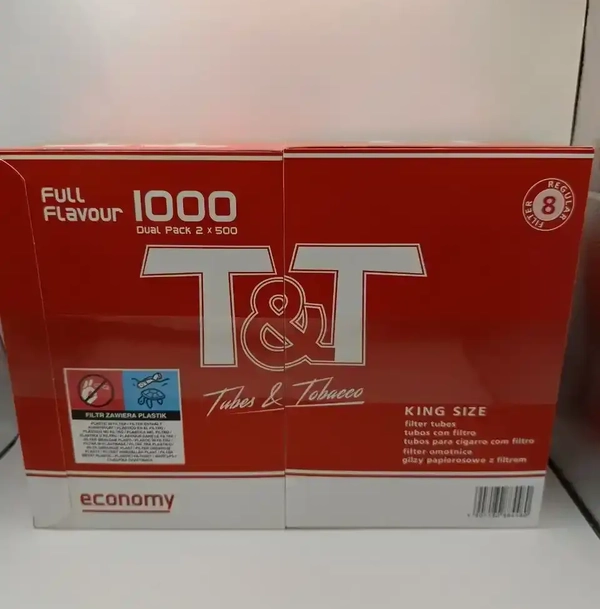 Full
Flavour
1000
Dual Pack 2 x 500
REGULAR
8
FILTER
T&T
Tubes & Tobacco
FILTR ZAWIERA PLASTIK
KING SIZE
filter tubes
tubos con filtro
tubos para cigarro com filtro
filter omotnice
gilzy papierosowe z filtrem
economy